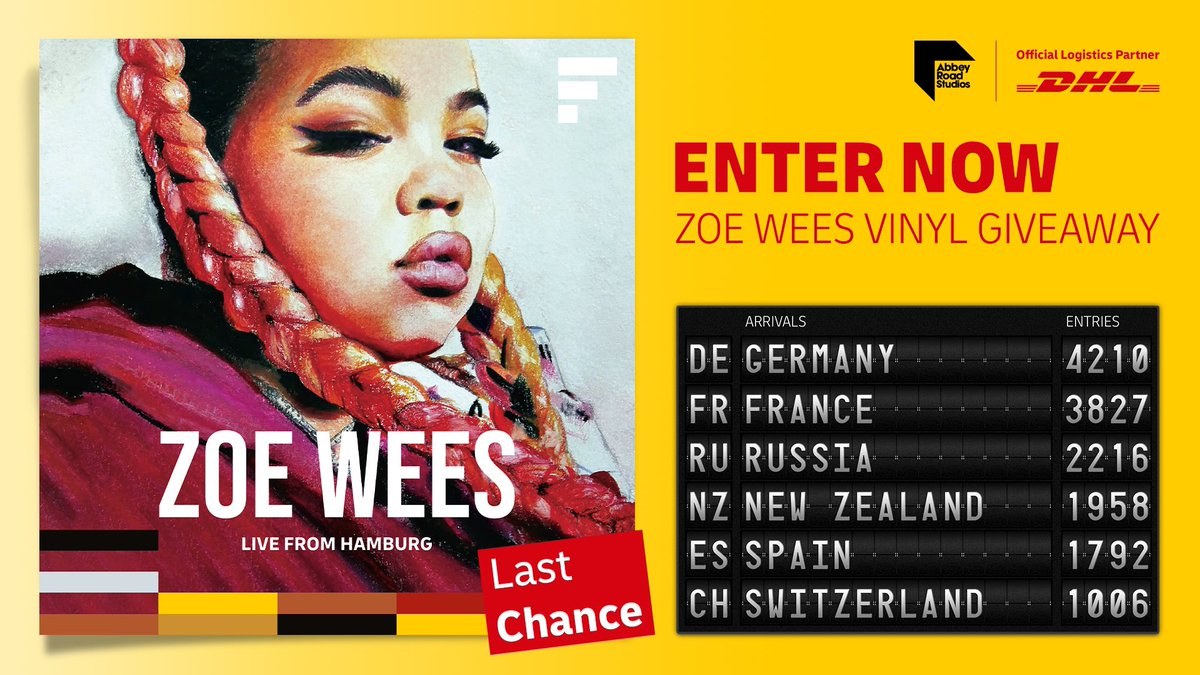 ZOE WEES
LIVE FROM HAMBURG
Last
Chance
Abbey
Road
Studios
Official Logistics Partner
DHL
ENTER NOW
ZOE WEES VINYL GIVEAWAY
ARRIVALS ENTRIES
DE GERMANY 4210
FR FRANCE 3827
RU RUSSIA 2216
NZ NEW ZEALAND 1958
ES SPAIN 1792
CH SWITZERLAND 1006